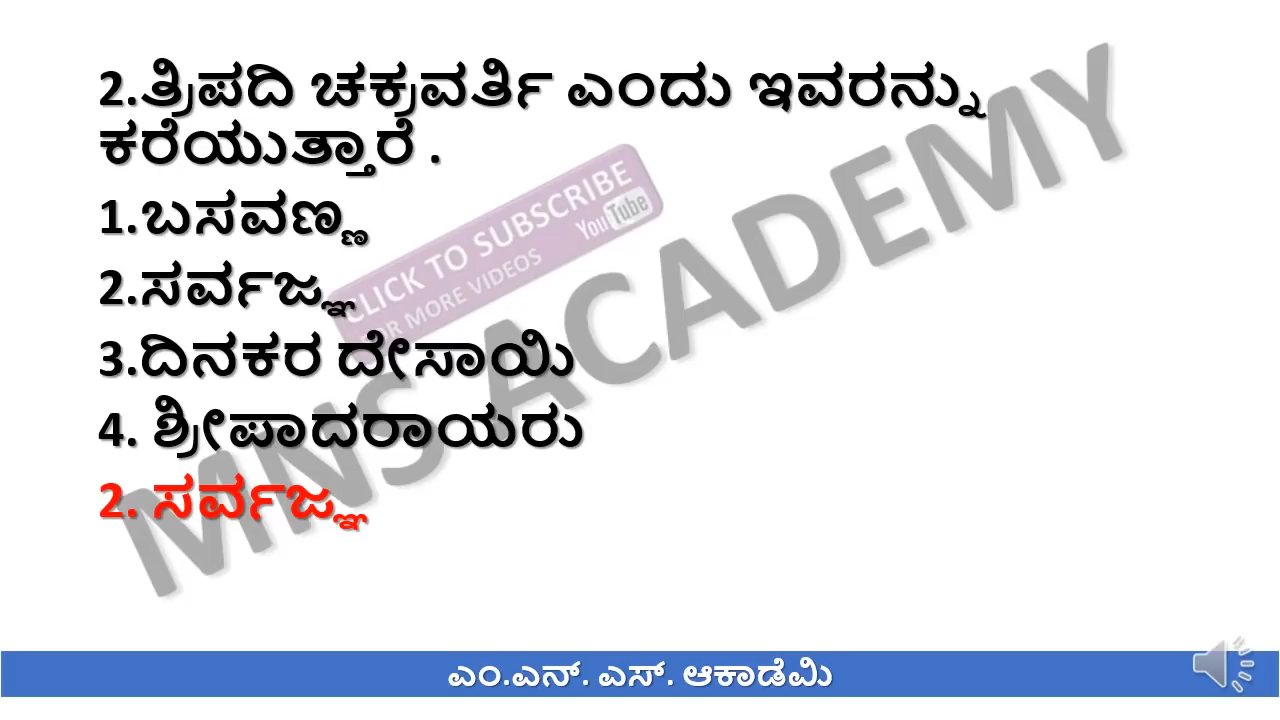 2.ತ್ರಿಪದಿ ಚಕ್ರವರ್ತಿ ಎಂದು ಇವರನ್ನು
ಕರೆಯುತ್ತಾರೆ .
1.ಬಸವಣ್ಣ
2.ಸರ್ವಜ್ಞ
3.ದಿನಕರ ದೇಸಾಯಿ
4. ಶ್ರೀಪಾದರಾಯರು
2. ಸರ್ವಜ್ಞ
CLICK TO SUBSCRIBE
FOR MORE VIDEOS YouTube
MNS ACADEMY
ಎಂ.ಎನ್. ಎಸ್. ಆಕಾಡೆಮಿ